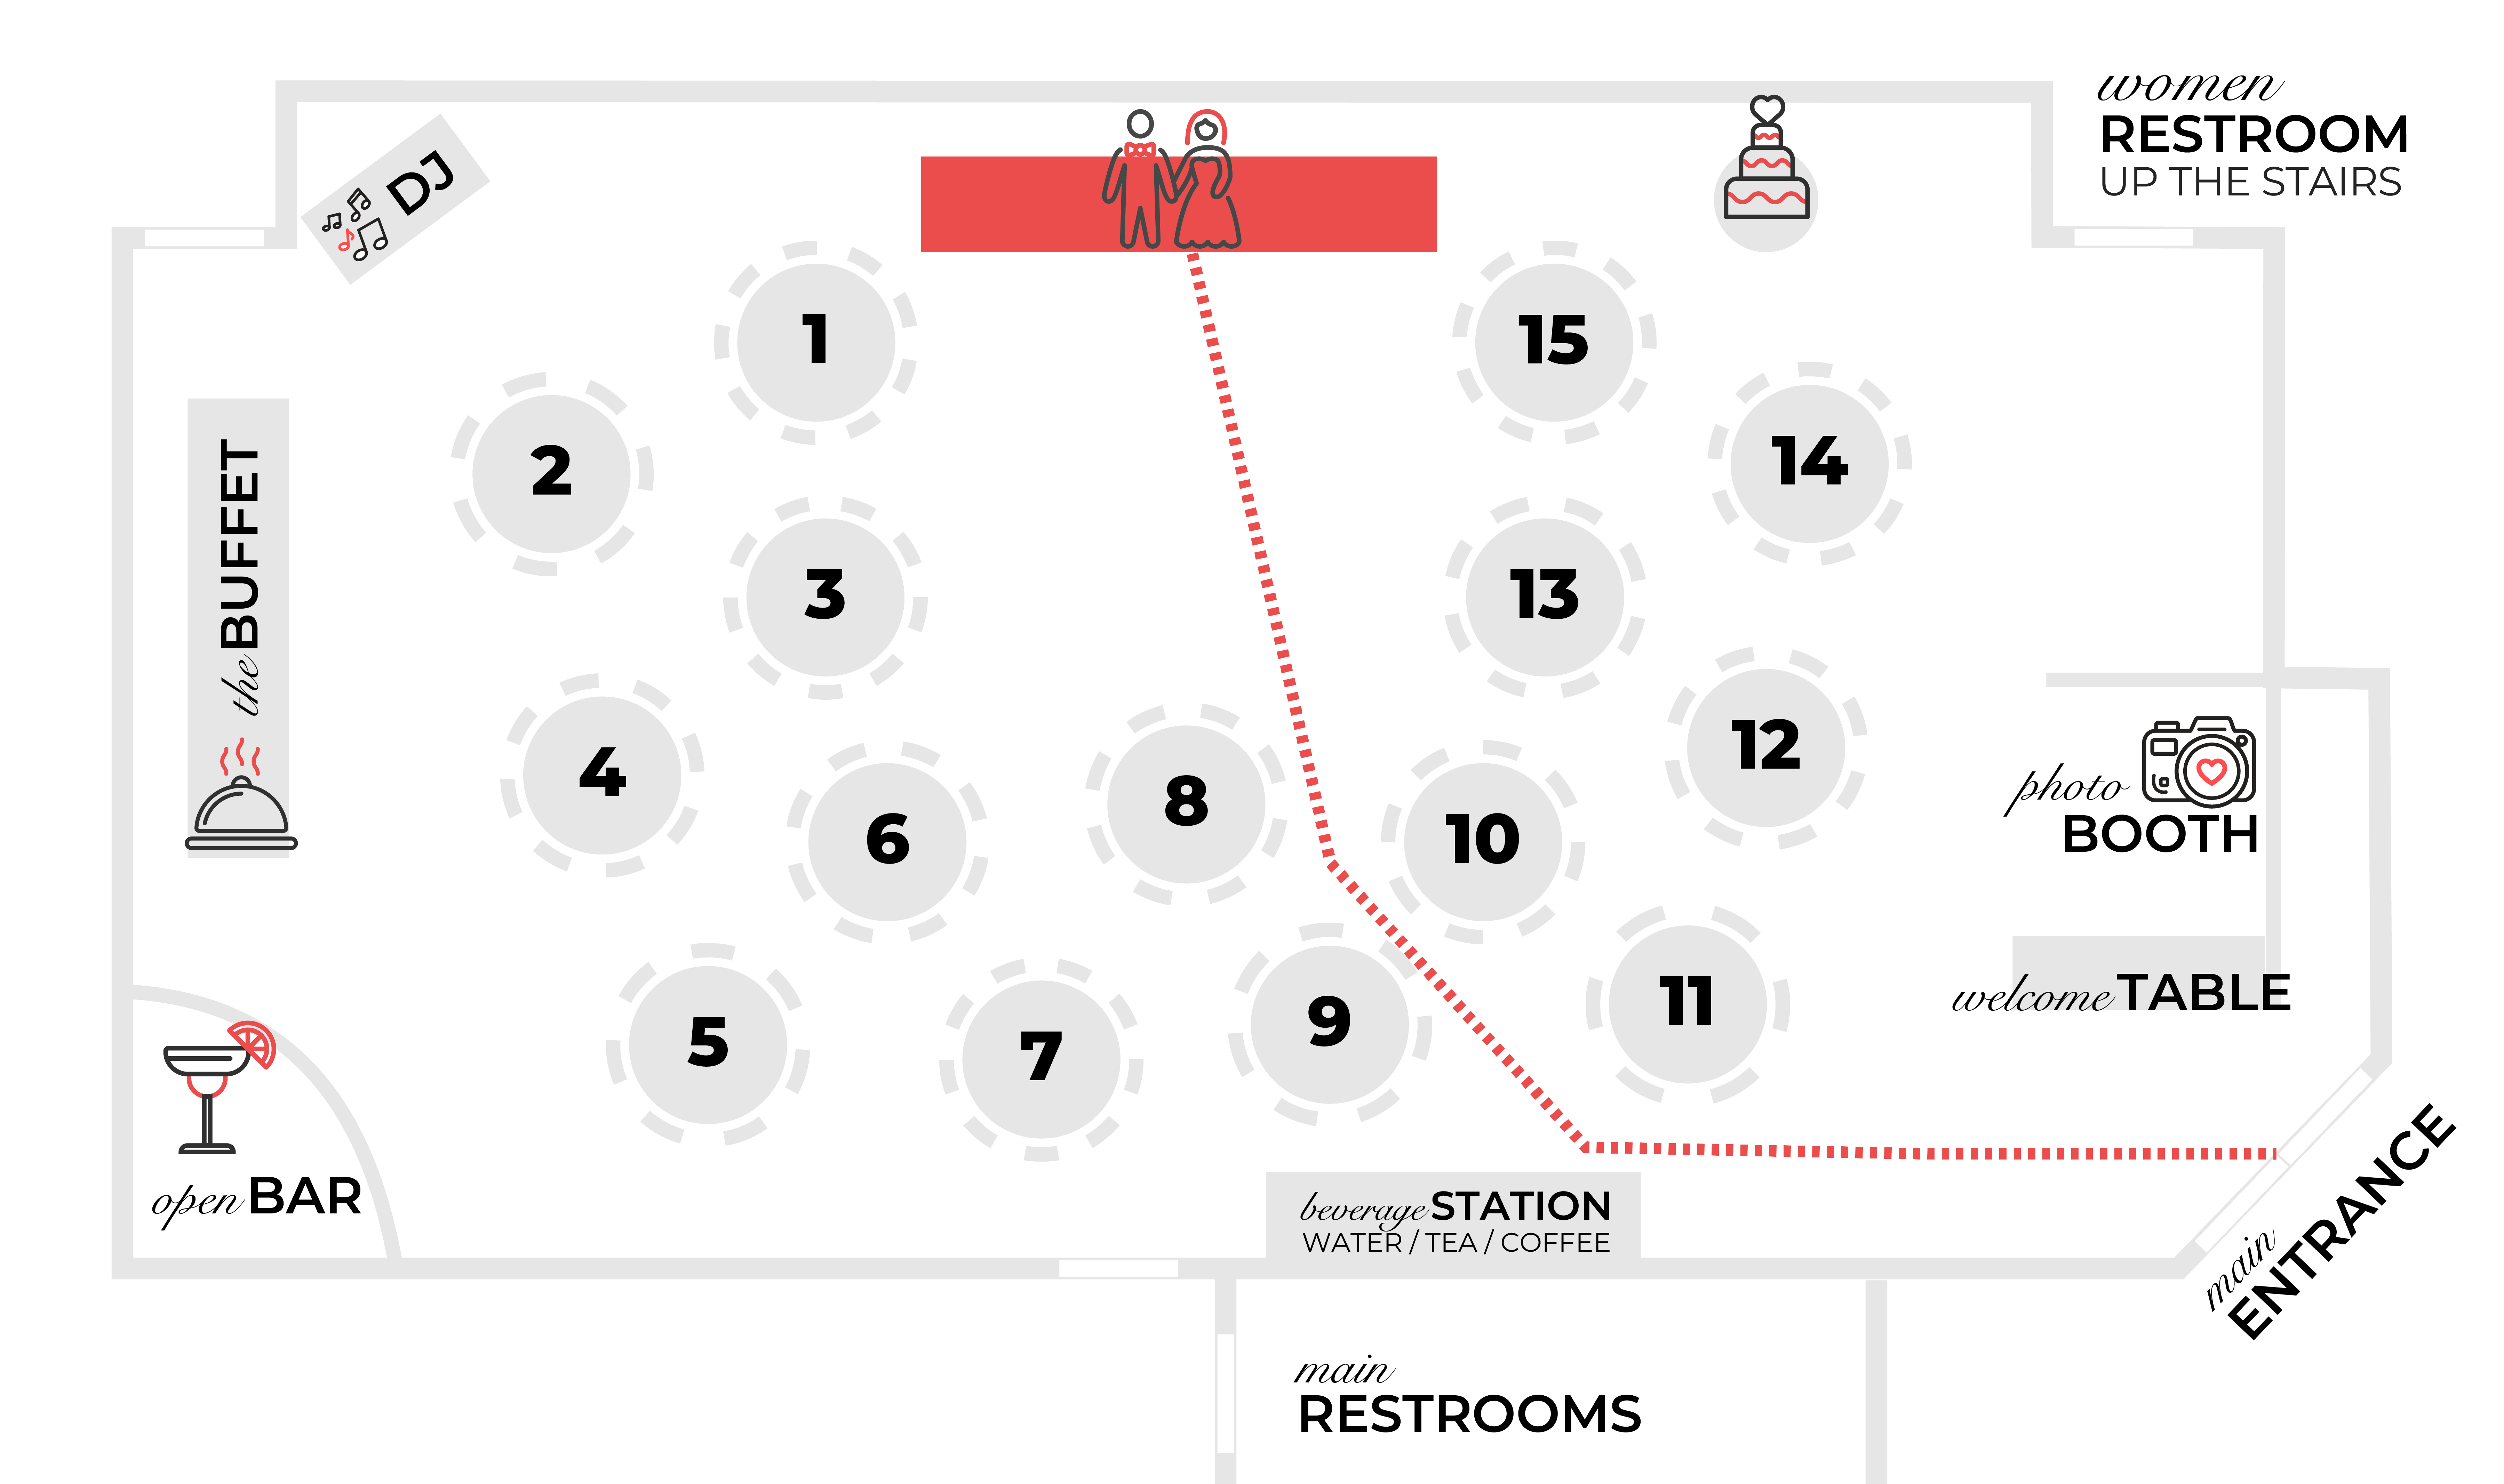 women
RESTROOM
UP THE STAIRS
DJ
1
15
2
14
3
13
the BUFFET
4
6
8
10
12
photo
BOOTH
5
7
9
11
welcome TABLE
open BAR
beverage STATION
WATER / TEA / COFFEE
main
ENTRANCE
main
RESTROOMS